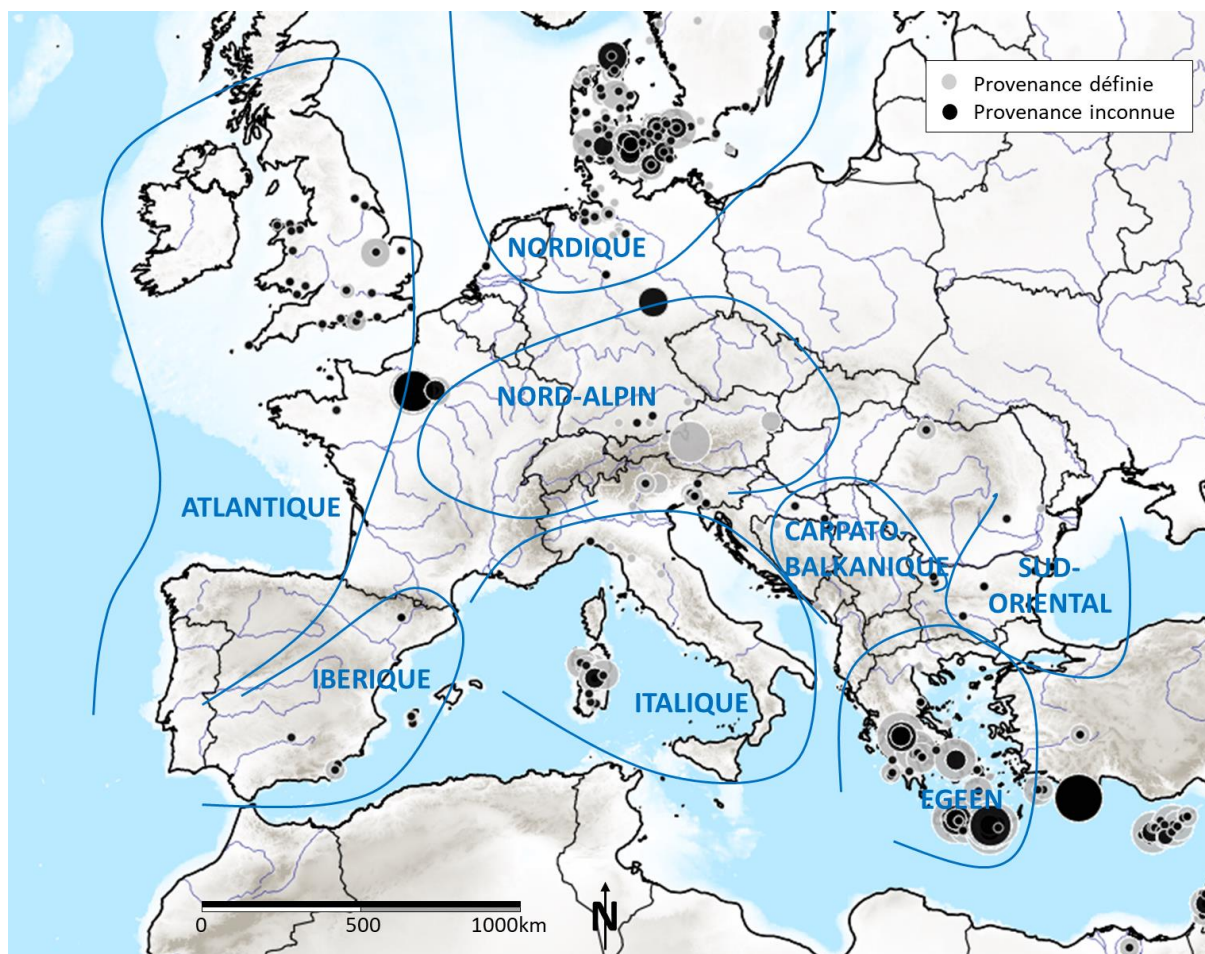 Provenance définie
Provenance inconnue
NORDIQUE
NORD-ALPIN
ATLANTIQUE
CARPATO-
BALKANIQUE
SUD-
ORIENTAL
IBERIQUE
ITALIQUE
EGEEN
0 500 1000km
N